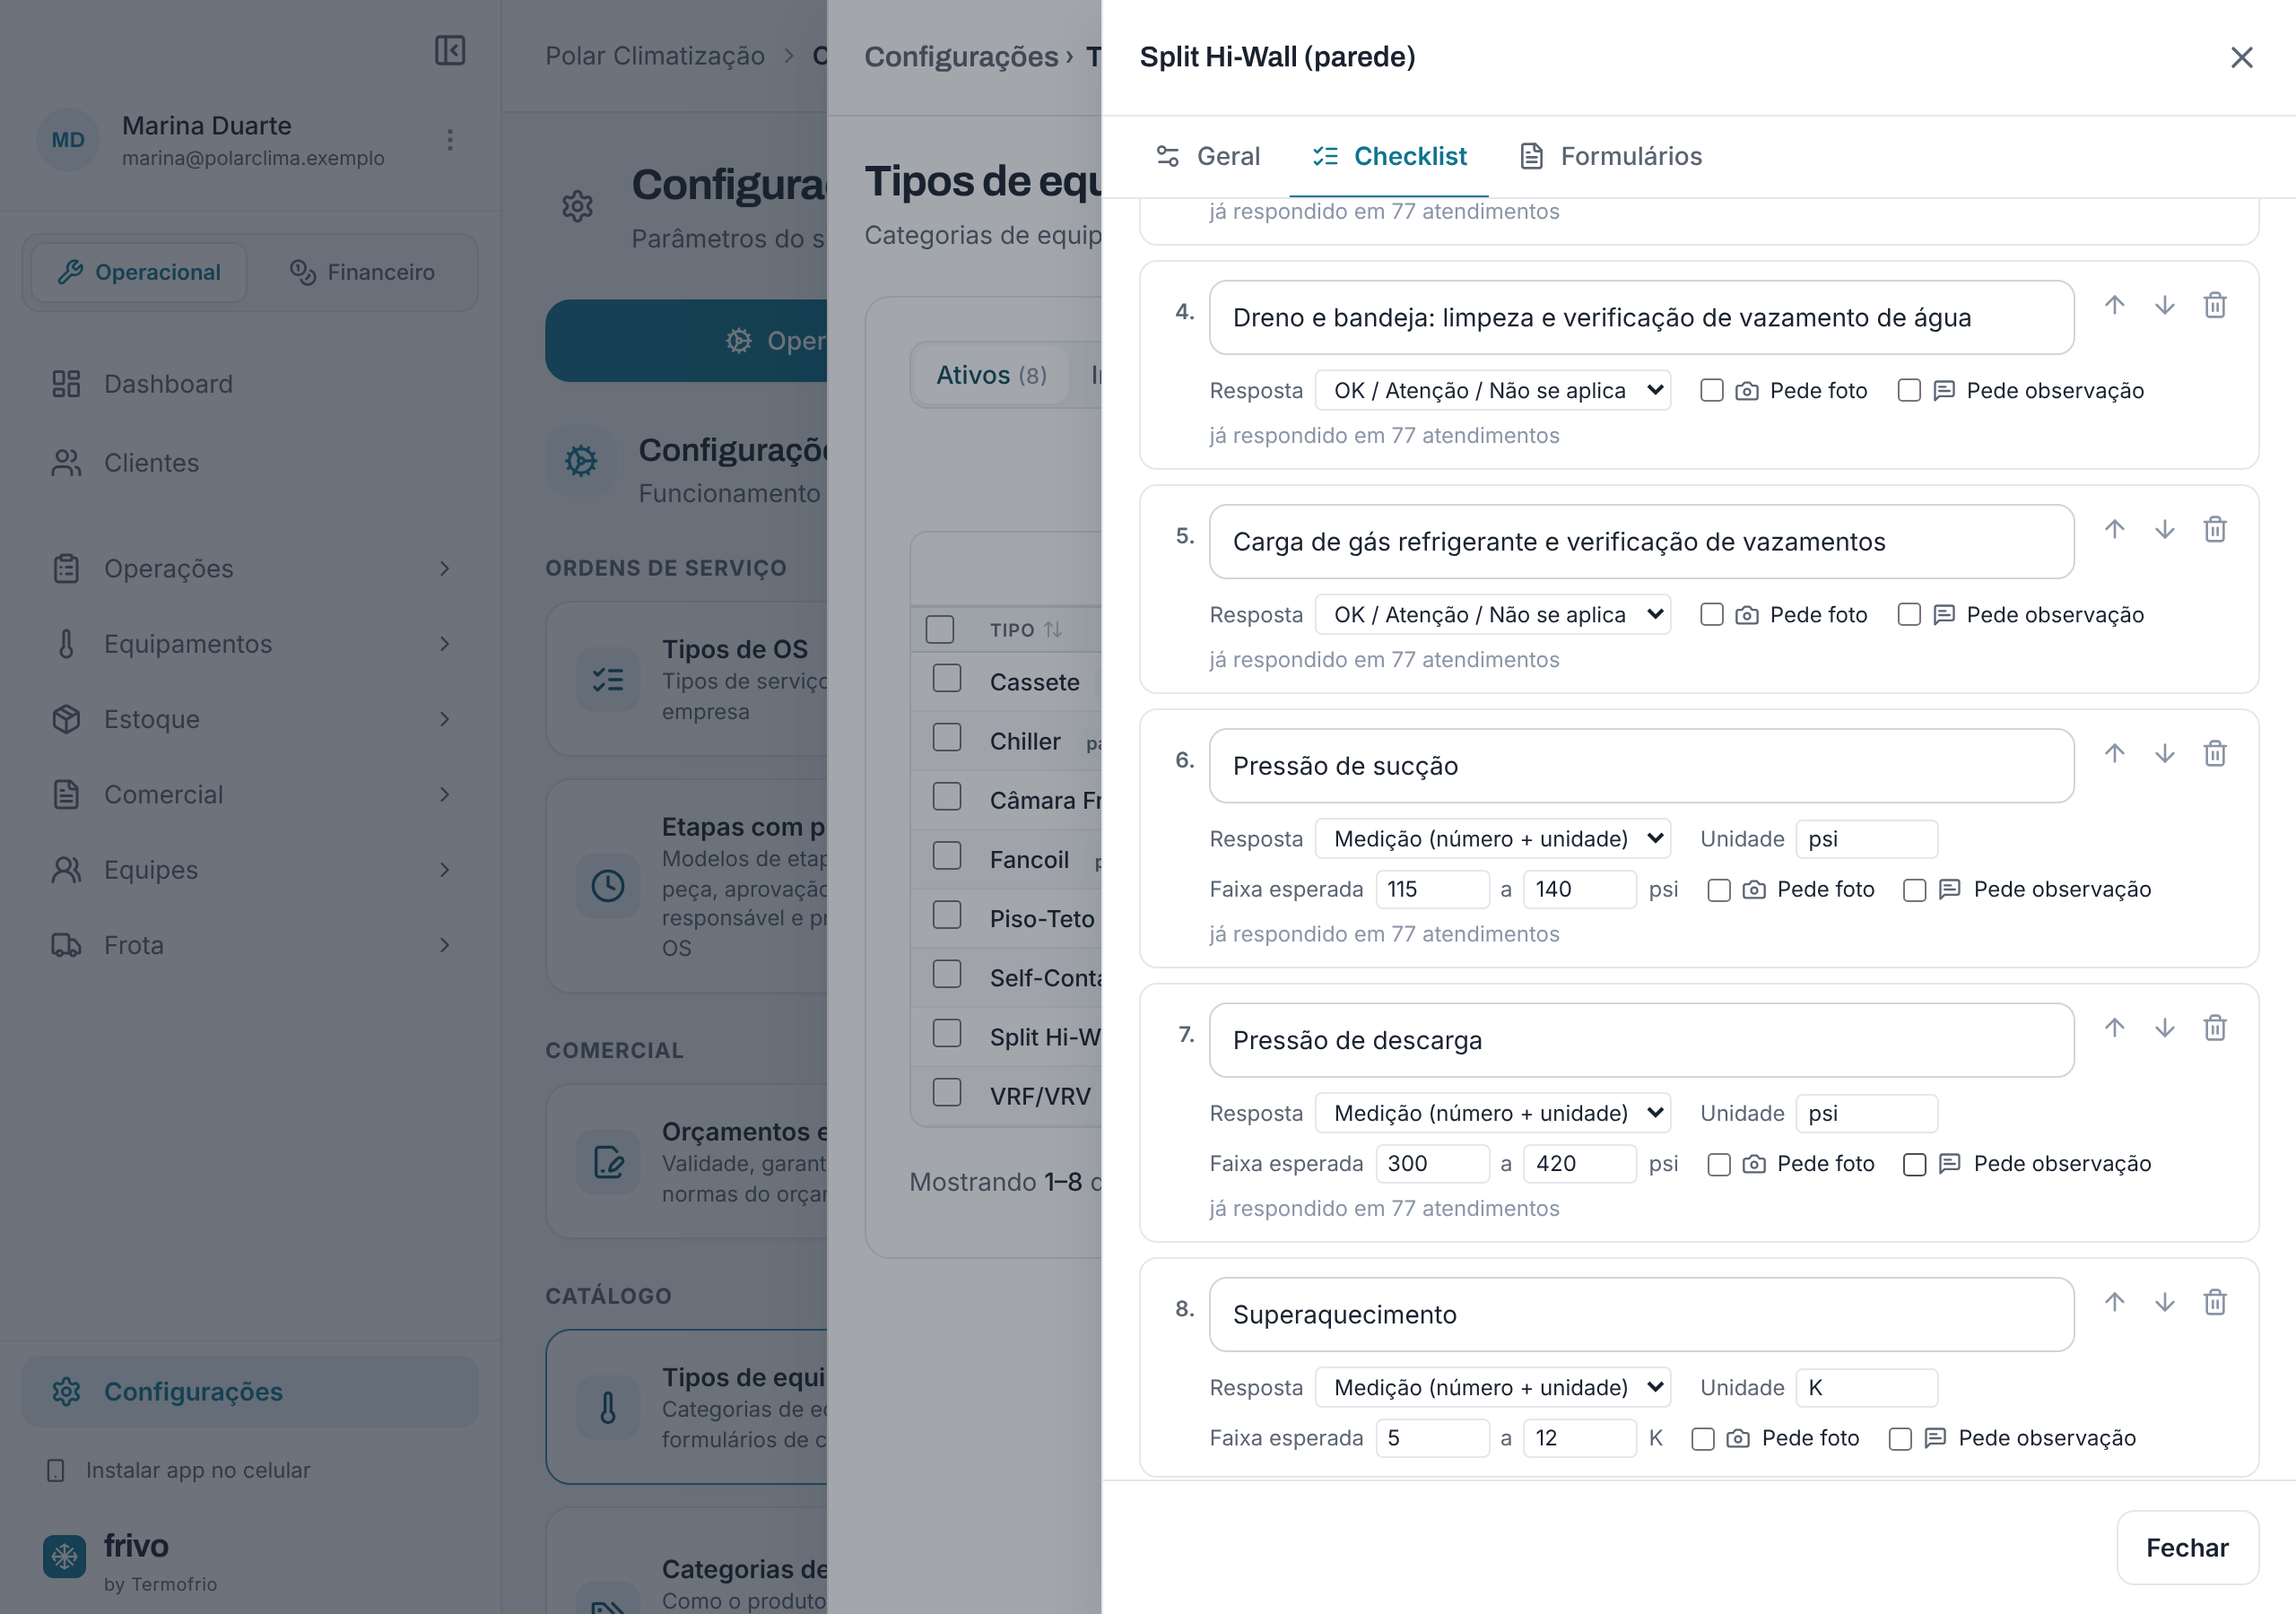 MD
Marina Duarte
marina@polarclima.exemplo
Operacional
Financeiro
Dashboard
Clientes
Operações
Equipamentos
Estoque
Comercial
Equipes
Frota
Configurações
Instalar app no celular
frivo
by Termofrio
Polar Climatização
Parâmetros do s
ORDENS DE SERVIÇO
Tipos de OS
Tipos de serviço
empresa
Etapas com p
Modelos de etap
peça, aprovação
responsável e pr
OS
Funcionamento
COMERCIAL
Orçamentos e
Validade, garant
normas do orçar
CATÁLOGO
Tipos de equi
Categorias de e
formulários de c
Categorias de
Como o produto
Configurações › T
Tipos de equ
Categorias de equip
Ativos (8)
TIPO
Cassete
Chiller
Câmara Fr
Fancoil
Piso-Teto
Self-Conta
Split Hi-W
VRF/VRV
Mostrando 1–8
Split Hi-Wall (parede)
Geral
Checklist
Formulários
já respondido em 77 atendimentos
4.
Dreno e bandeja: limpeza e verificação de vazamento de água
Resposta OK / Atenção / Não se aplica Pede foto Pede observação
já respondido em 77 atendimentos
5.
Carga de gás refrigerante e verificação de vazamentos
Resposta OK / Atenção / Não se aplica Pede foto Pede observação
já respondido em 77 atendimentos
6.
Pressão de sucção
Resposta Medição (número + unidade) Unidade psi
Faixa esperada 115 a 140 psi Pede foto Pede observação
já respondido em 77 atendimentos
7.
Pressão de descarga
Resposta Medição (número + unidade) Unidade psi
Faixa esperada 300 a 420 psi Pede foto Pede observação
já respondido em 77 atendimentos
8.
Superaquecimento
Resposta Medição (número + unidade) Unidade K
Faixa esperada 5 a 12 K Pede foto Pede observação
Fechar